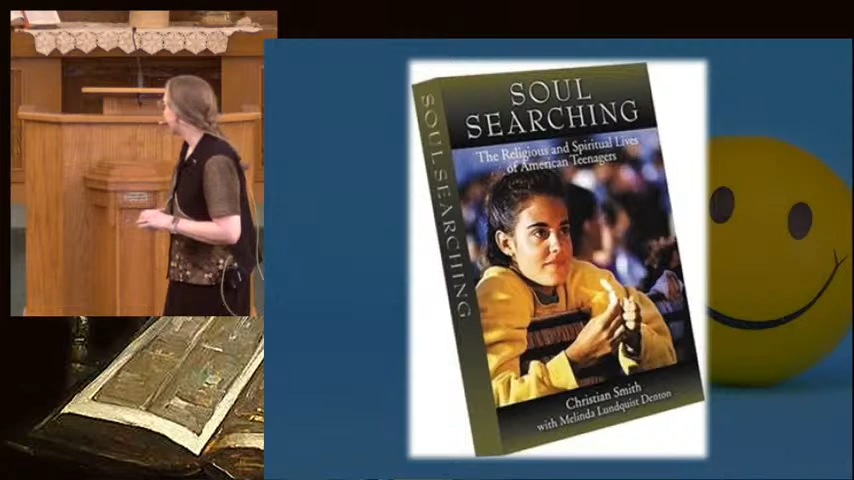 SOUL
SEARCHING
The Religious and Spiritual Lives
of American Teenagers
SOUL SEARCHING
Christian Smith
with Melinda Lundquist Denton